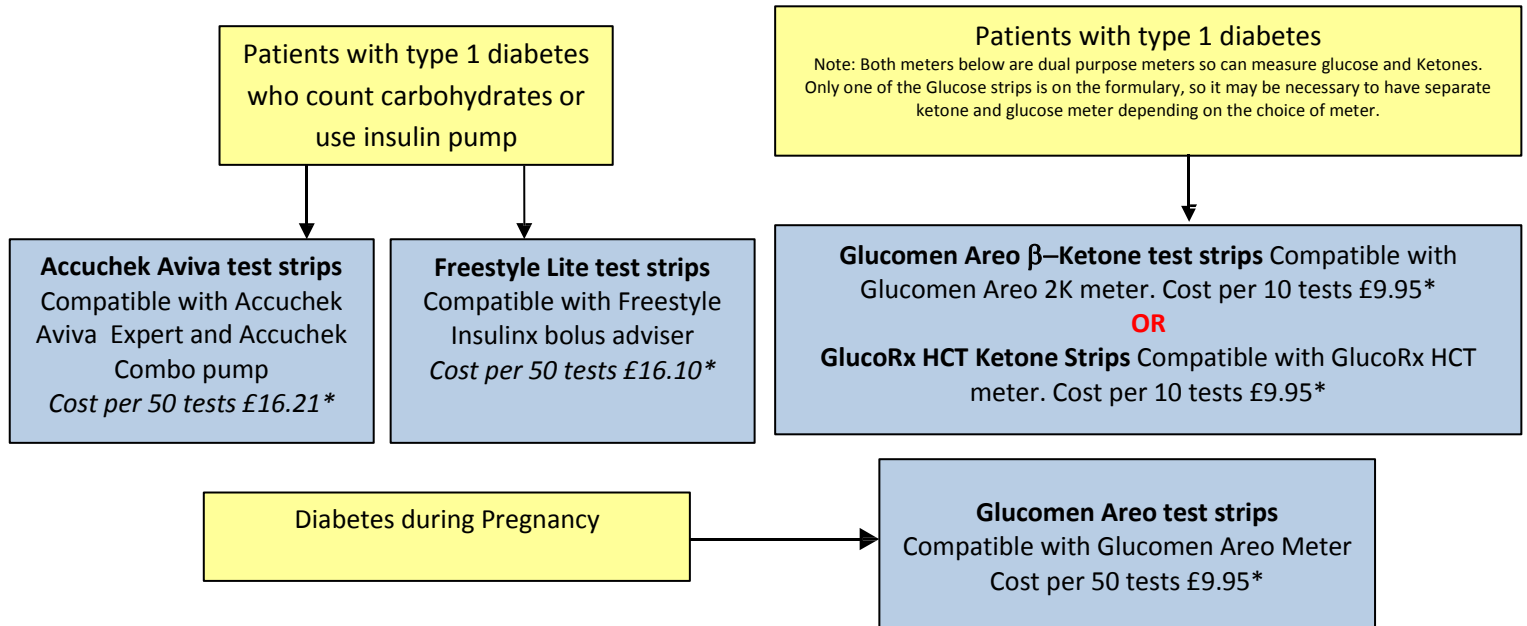 Patients with type 1 diabetes
who count carbohydrates or
use insulin pump
Patients with type 1 diabetes
Note: Both meters below are dual purpose meters so can measure glucose and Ketones.
Only one of the Glucose strips is on the formulary, so it may be necessary to have separate
ketone and glucose meter depending on the choice of meter.
Accuchek Aviva test strips
Compatible with Accuchek
Aviva Expert and Accuchek
Combo pump
Cost per 50 tests £16.21*
Freestyle Lite test strips
Compatible with Freestyle
Insulinx bolus adviser
Cost per 50 tests £16.10*
Glucomen Areo β–Ketone test strips Compatible with
Glucomen Areo 2K meter. Cost per 10 tests £9.95*
OR
GlucoRx HCT Ketone Strips Compatible with GlucoRx HCT
meter. Cost per 10 tests £9.95*
Diabetes during Pregnancy
Glucomen Areo test strips
Compatible with Glucomen Areo Meter
Cost per 50 tests £9.95*